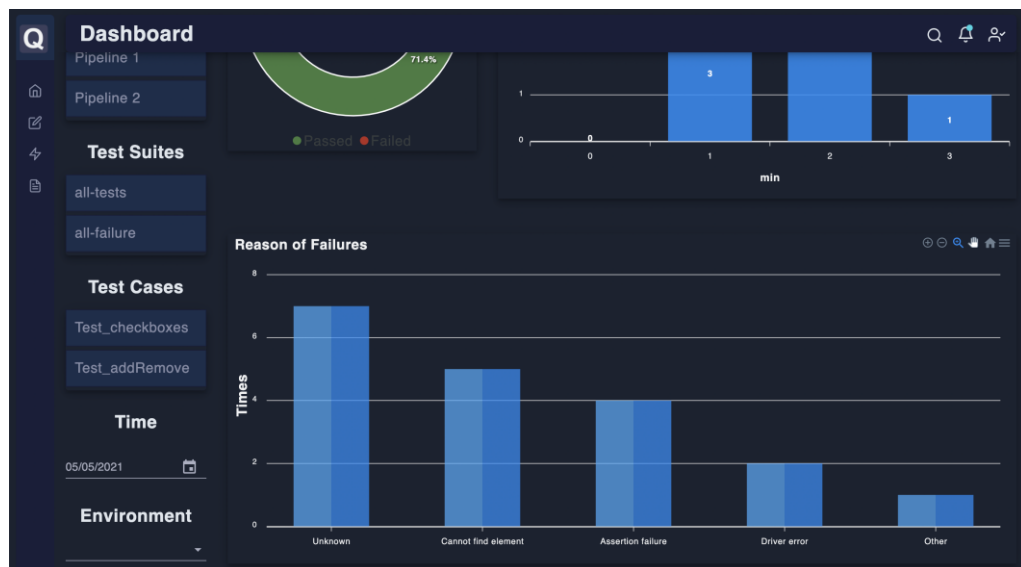 Q
Dashboard
Pipeline 1
Pipeline 2
Test Suites
all-tests
all-failure
Test Cases
Test_checkboxes
Test_addRemove
Time
05/05/2021
Environment
71.4%
Passed Failed
3
1
1
0
0
0 1 2 3
min
Reason of Failures
8
6
4
2
0
Times
Unknown Cannot find element Assertion failure Driver error Other